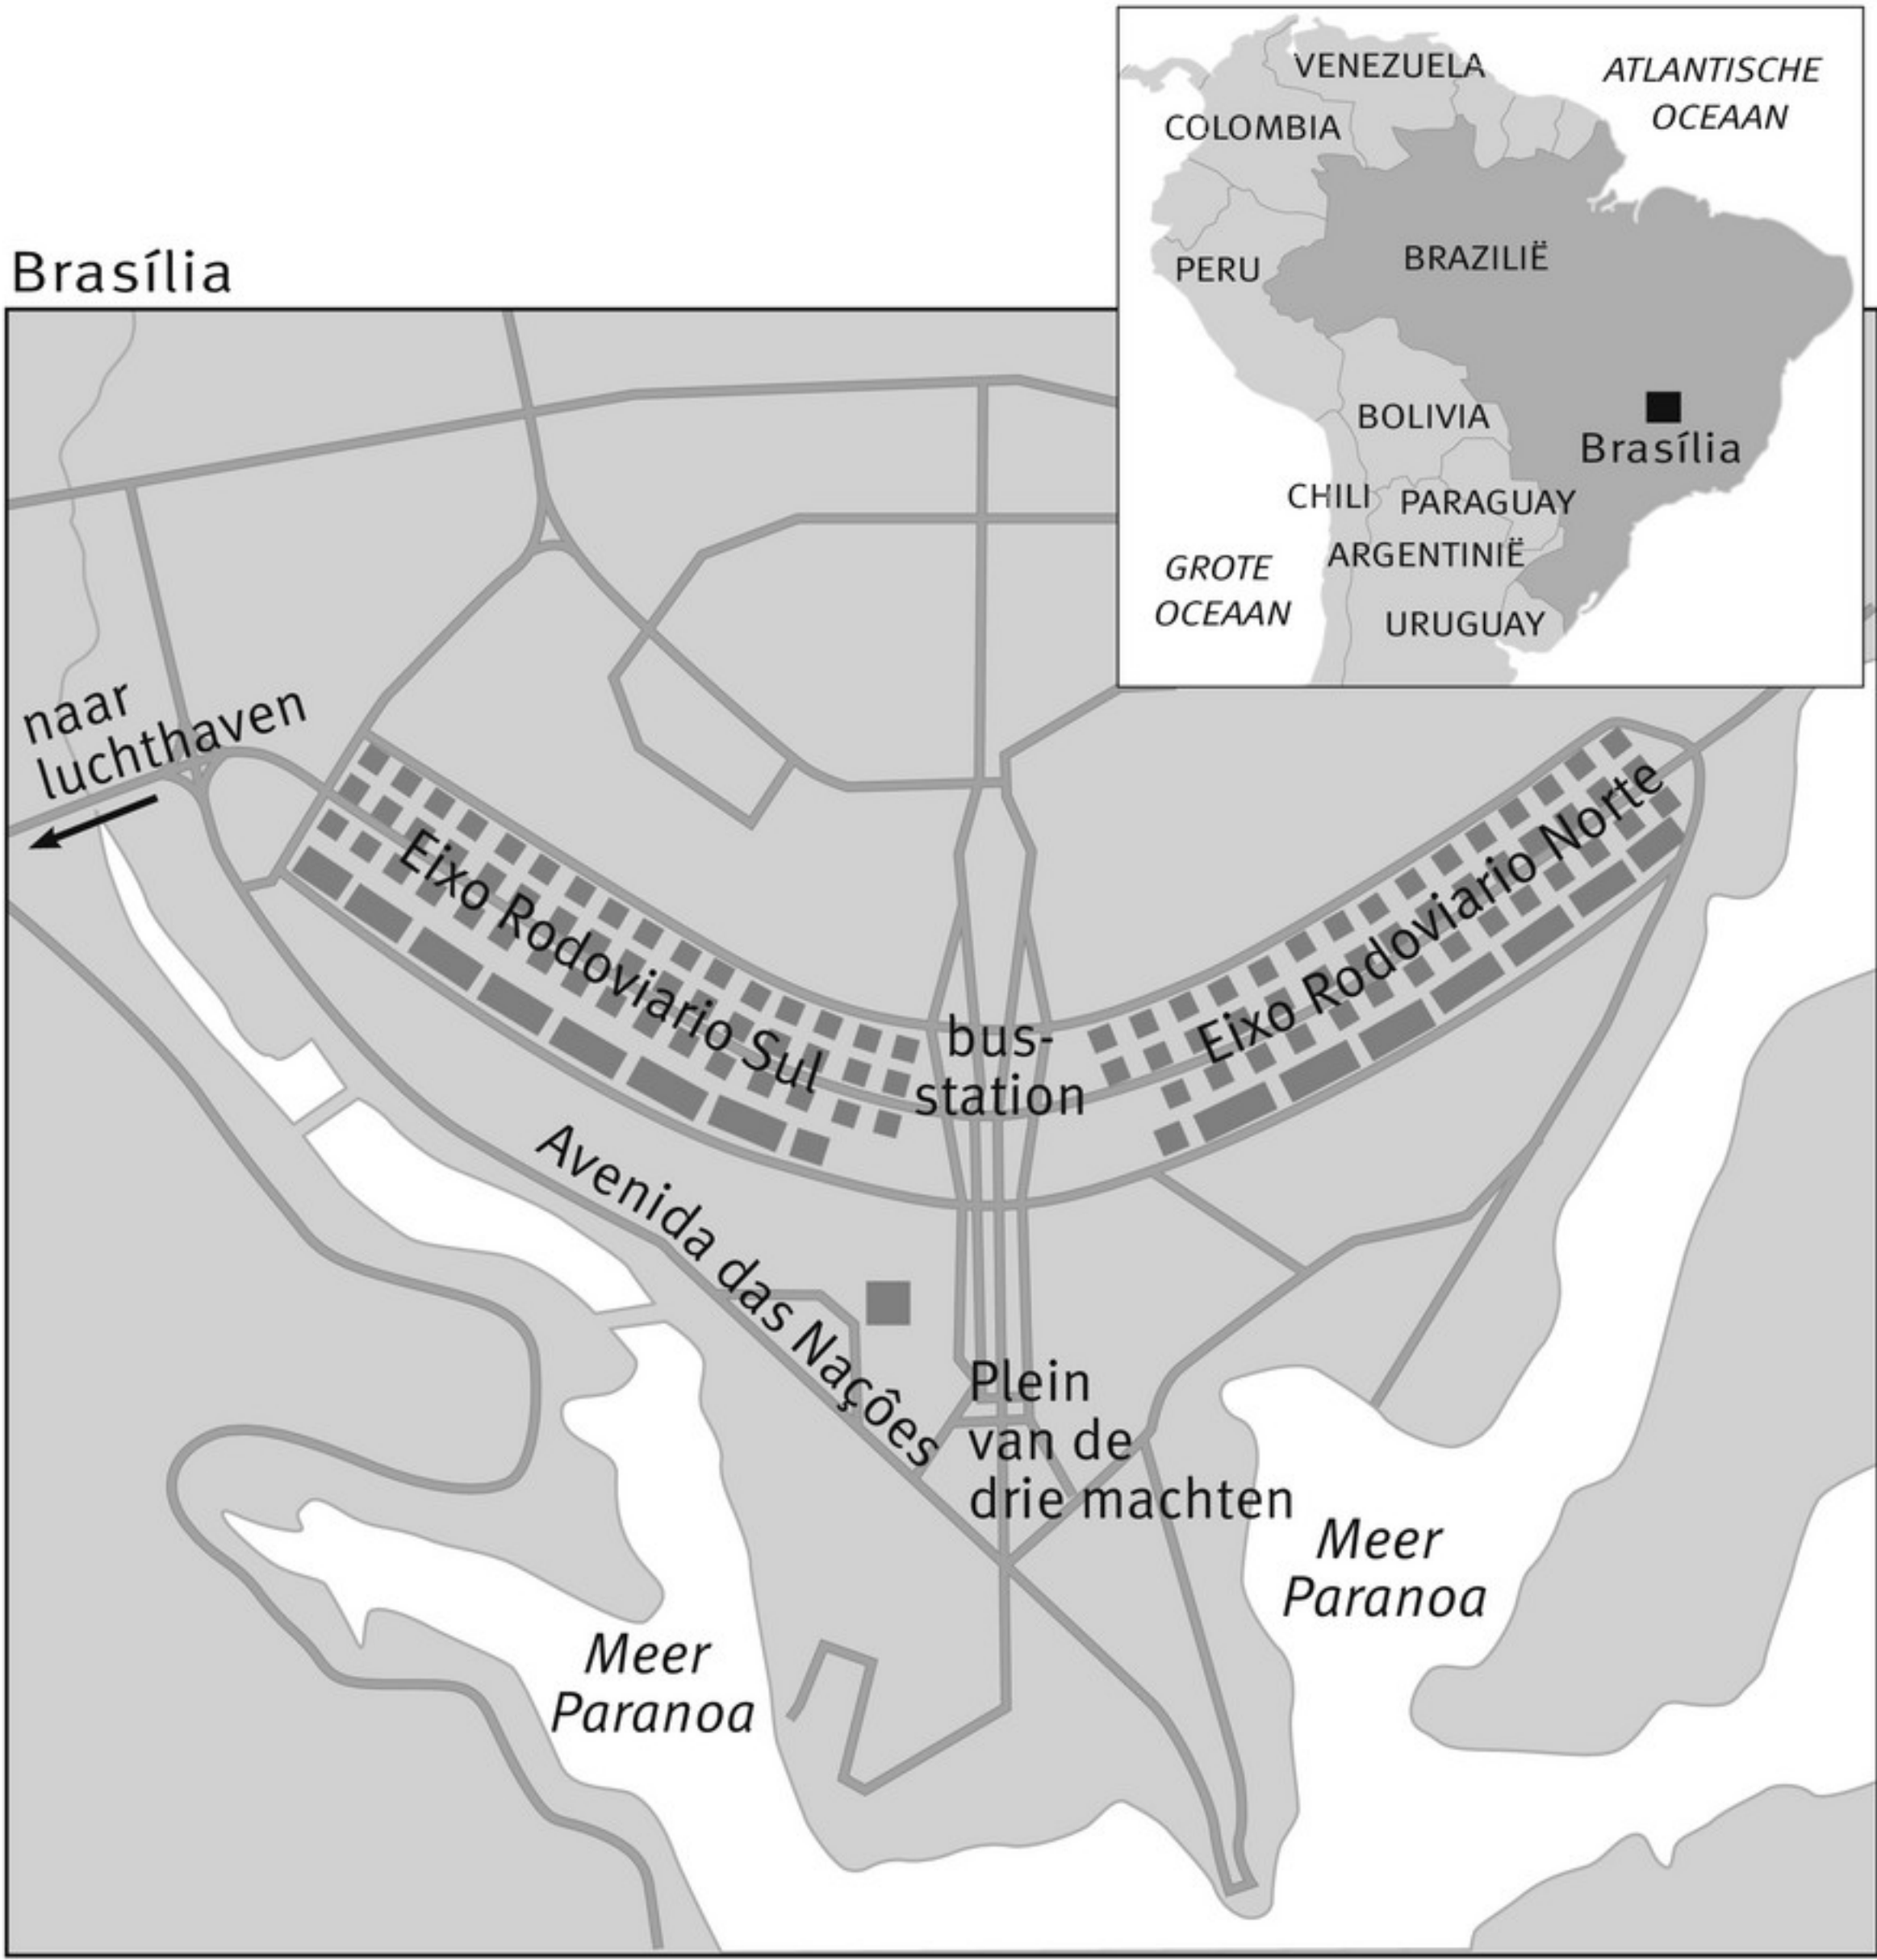 Brasília
VENEZUELA
ATLANTISCHE
OCEAAN
COLOMBIA
PERU
BRAZILIË
BOLIVIA
Brasília
CHILI
PARAGUAY
ARGENTINIË
GROTE
OCEAAN
URUGUAY
naar
luchthaven
Eixo Rodoviario Sul
Eixo Rodoviario Norte
bus-
station
Avenida das Naçôes
Plein
van de
drie machten
Meer
Paranoa
Meer
Paranoa